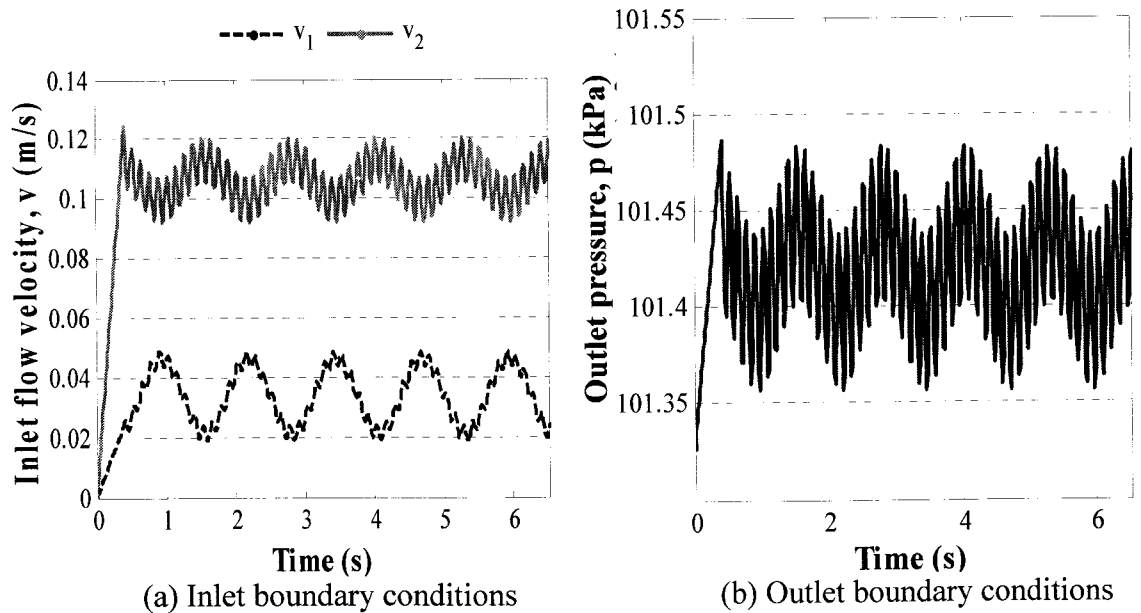 v1 v2
Inlet flow velocity, v (m/s)
0.14
0.12
0.1
0.08
0.06
0.04
0.02
0
0 1 2 3 4 5 6
Time (s)
(a) Inlet boundary conditions
Outlet pressure, p (kPa)
101.55
101.5
101.45
101.4
101.35
0 2 4 6
Time (s)
(b) Outlet boundary conditions